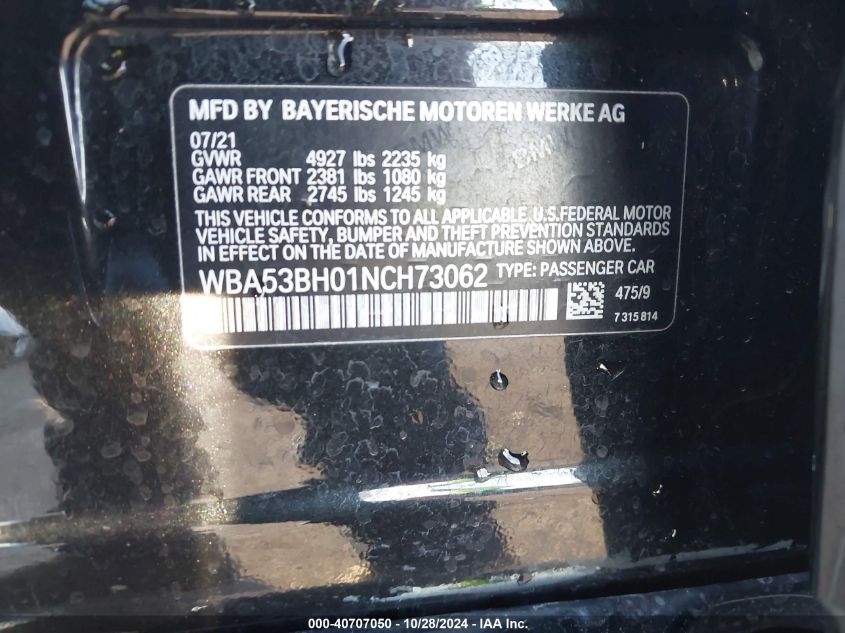 MFD BY BAYERISCHE MOTOREN WERKE AG
07/21
GVWR 4927 lbs 2235 kg
GAWR FRONT 2381 lbs 1080 kg
GAWR REAR 2745 lbs 1245 kg
THIS VEHICLE CONFORMS TO ALL APPLICABLE U.S.FEDERAL MOTOR
VEHICLE SAFETY, BUMPER AND THEFT PREVENTION STANDARDS
IN EFFECT ON THE DATE OF MANUFACTURE SHOWN ABOVE.
WBA53BH01NCH73062 TYPE: PASSENGER CAR
475/9
7 315 814
000-40707050 - 10/28/2024 - US.IAAI.COM.